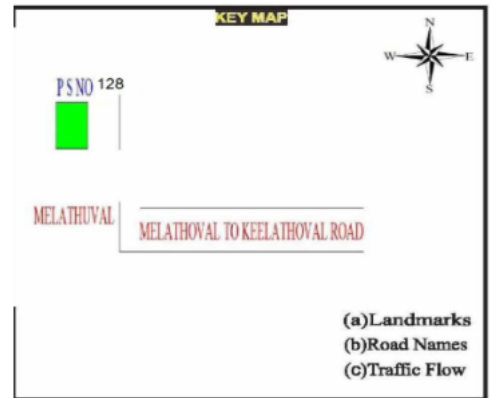 KEY MAP
N
W E
S
P S NO 128
MELATHUVAL
MELATHOVAL TO KEELATHOVAL ROAD
(a)Landmarks
(b)Road Names
(c)Traffic Flow